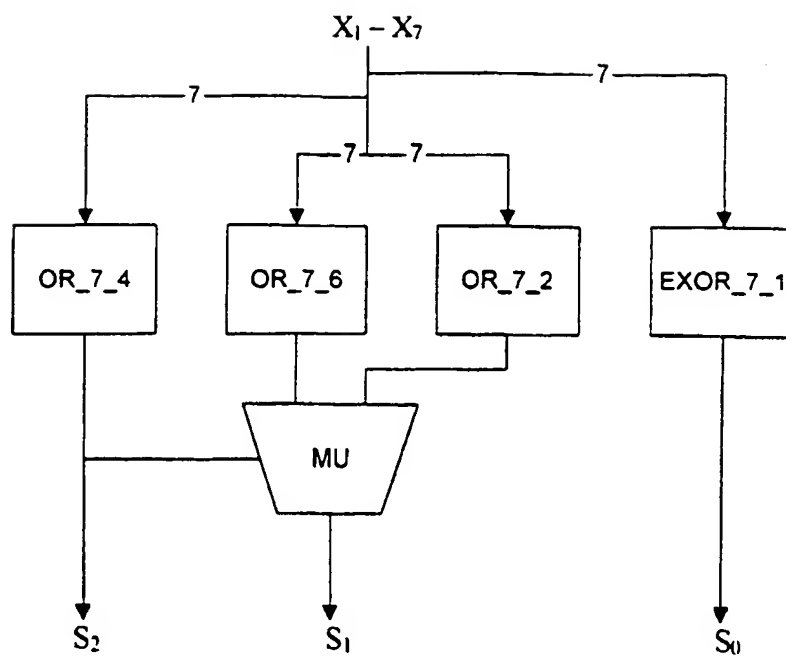 X₁ – X₇
7
7
7
7
OR_7_4
OR_7_6
OR_7_2
EXOR_7_1
MU
S₂
S₁
S₀